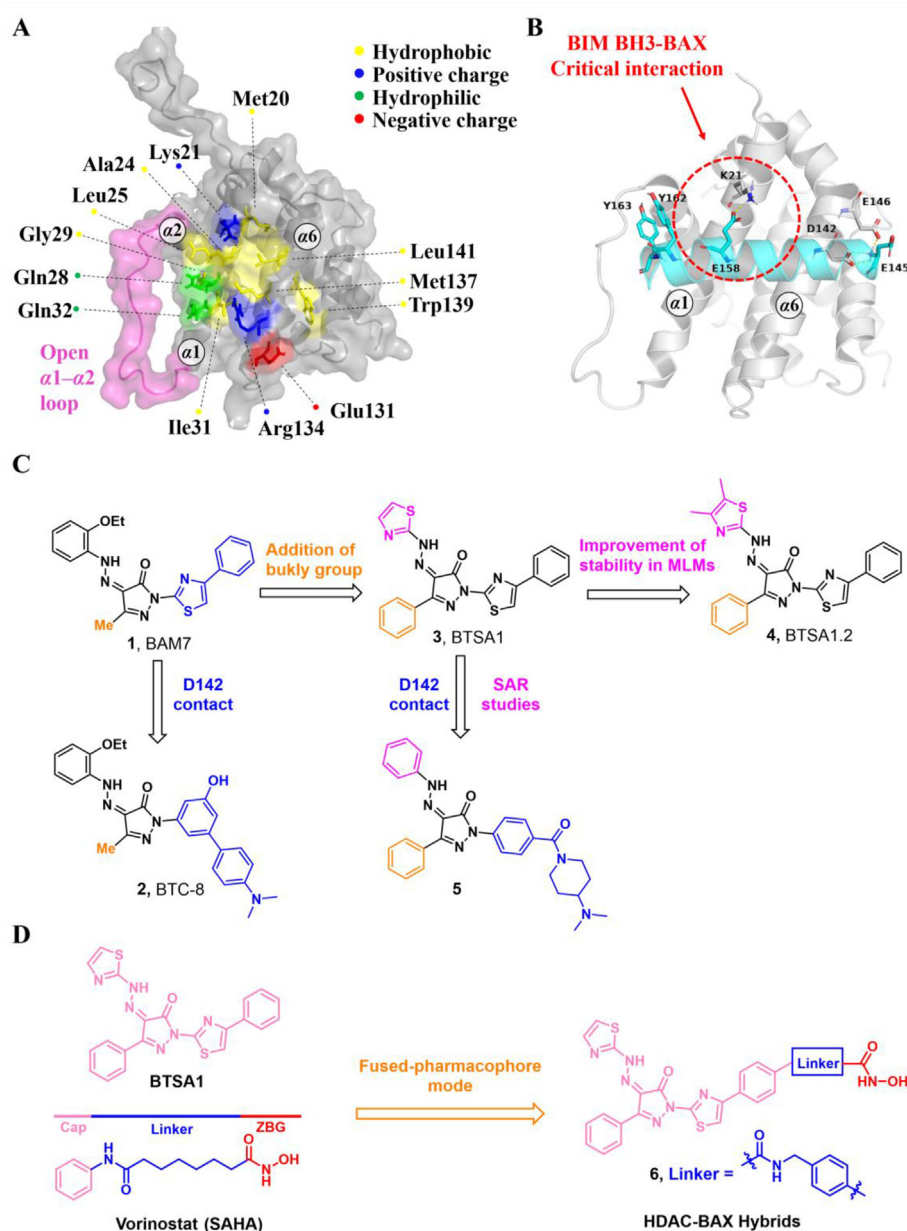 A
Hydrophobic
Positive charge
Hydrophilic
Negative charge
Met20
Lys21
Ala24
Leu25
Gly29
Gln28
Gln32
α2
α6
α1
Leu141
Met137
Trp139
Open
α1–α2
loop
Ile31
Arg134
Glu131
B
BIM BH3-BAX
Critical interaction
K21
Y163
Y162
E146
D142
E158
E145
α1
α6
C
OEt
NH
N
O
N
N
S
N
Me
1, BAM7
Addition of
bukly group
S
N
NH
N
O
N
N
S
N
3, BTSA1
Improvement of
stability in MLMs
S
N
NH
N
O
N
N
S
N
4, BTSA1.2
D142
contact
D142
contact
SAR
studies
OEt
NH
N
O
OH
N
N
Me
N
2, BTC-8
NH
N
O
N
N
O
N
N
5
D
S
N
NH
N
O
N
N
S
N
BTSA1
Cap
Linker
ZBG
H
N
O
O
N
H
OH
Vorinostat (SAHA)
Fused-pharmacophore
mode
S
N
NH
N
O
N
N
S
N
Linker
O
HN-OH
6, Linker =
O
N
H
HDAC-BAX Hybrids